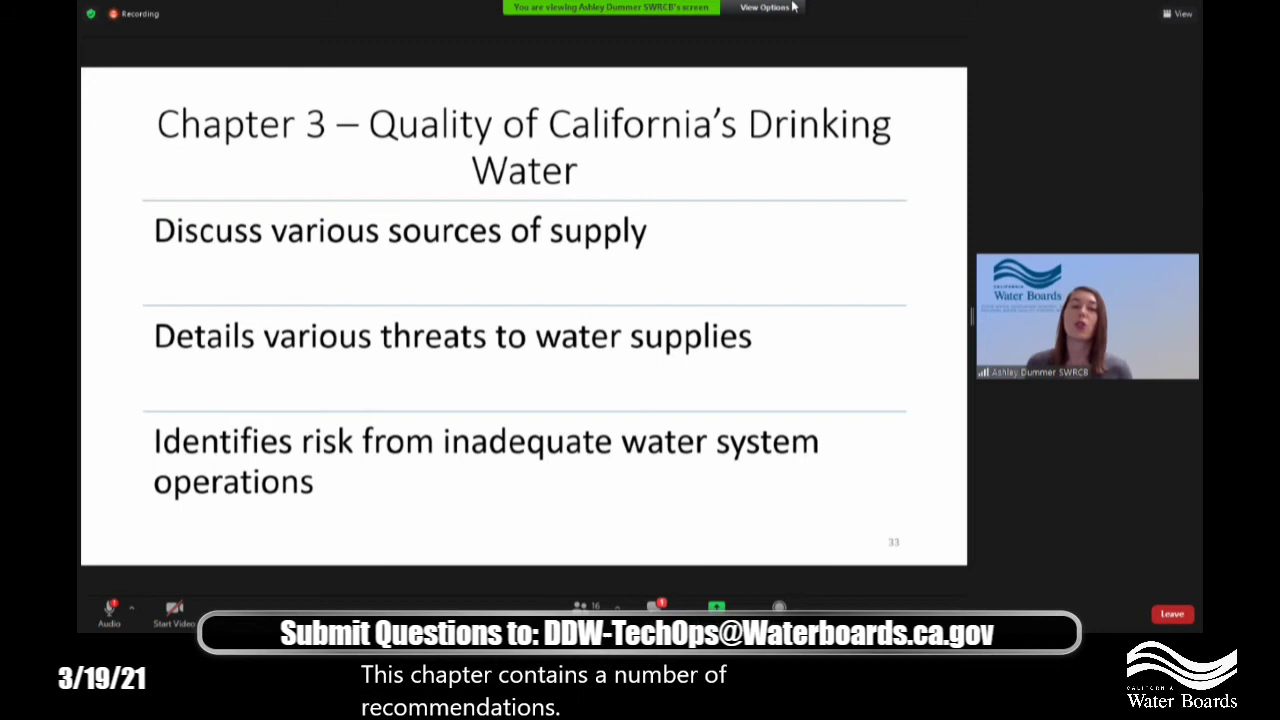 Recording
You are viewing Ashley Dummer SWRCB's screen
View Options
View
Chapter 3 – Quality of California's Drinking
Water
Discuss various sources of supply
Details various threats to water supplies
Identifies risk from inadequate water system
operations
33
CALIFORNIA
Water Boards
Ashley Dummer SWRCB
1
Audio
Start Video
16
1
Leave
Submit Questions to: DDW-TechOps@Waterboards.ca.gov
3/19/21
This chapter contains a number of
recommendations.
CALIFORNIA
Water Boards